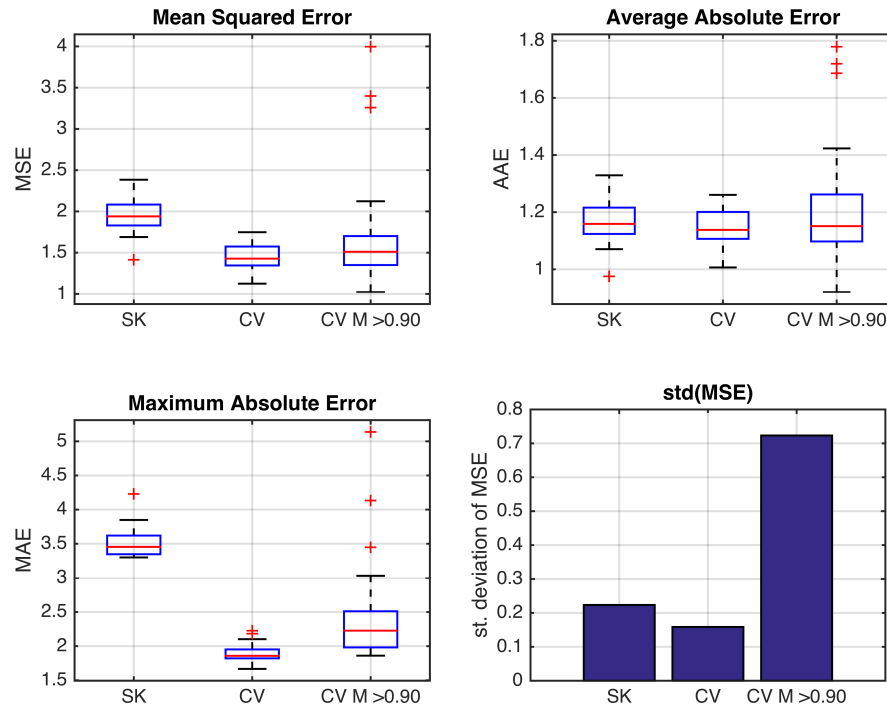 Mean Squared Error
MSE
4
3.5
3
2.5
2
1.5
1
SK CV CV M >0.90
Average Absolute Error
AAE
1.8
1.6
1.4
1.2
1
SK CV CV M >0.90
Maximum Absolute Error
MAE
5
4.5
4
3.5
3
2.5
2
1.5
SK CV CV M >0.90
std(MSE)
st. deviation of MSE
0.8
0.7
0.6
0.5
0.4
0.3
0.2
0.1
0
SK CV CV M >0.90